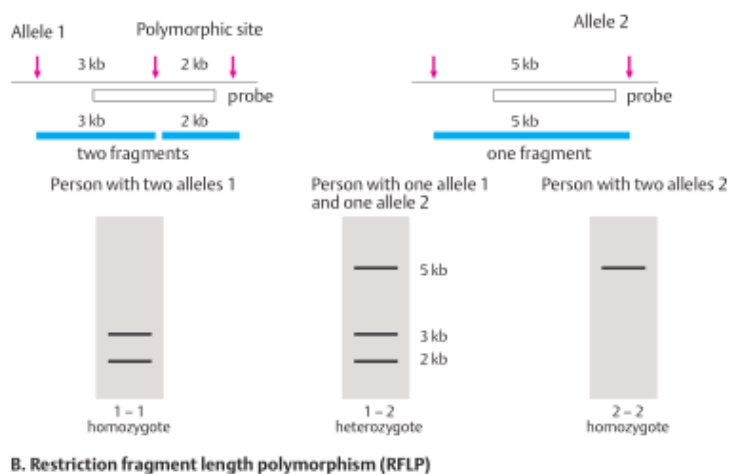 Allele 1
Polymorphic site
Allele 2
3 kb
2 kb
5 kb
probe
probe
3 kb
2 kb
5 kb
two fragments
one fragment
Person with two alleles 1
Person with one allele 1
and one allele 2
Person with two alleles 2
5 kb
3 kb
2 kb
1 – 1
homozygote
1 – 2
heterozygote
2 – 2
homozygote
B. Restriction fragment length polymorphism (RFLP)